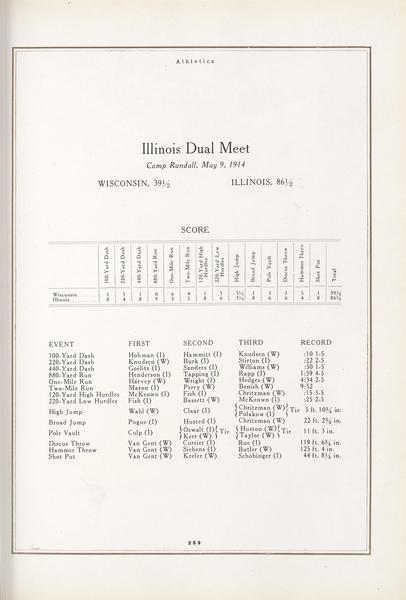 Athletics
Illinois Dual Meet
Camp Randall, May 9, 1914
WISCONSIN, 39½ ILLINOIS, 86½
SCORE
100-Yard Dash 220-Yard Dash 440-Yard Dash 880-Yard Run One-Mile Run Two-Mile Run 120-Yard High Hurdles 220-Yard Low Hurdles High Jump Broad Jump Pole Vault Discus Throw Hammer Throw Shot Put Total
Wisconsin 39½
Illinois 86½
EVENT FIRST SECOND THIRD RECORD
100-Yard Dash Hohman (I) Hammitt (I) Knudsen (W) :10 1-5
220-Yard Dash Knudsen (W) Burk (I) Stirton (I) :22 2-5
440-Yard Dash Goelitz (I) Sanders (I) Williams (W) :50 1-5
880-Yard Run Henderson (I) Tapping (I) Rapp (I) 1:59 4-5
One-Mile Run Harvey (W) Wright (I) Hedges (W) 4:34 2-5
Two-Mile Run Mason (I) Perry (W) Benish (W) 9:52
120-Yard High Hurdles McKeown (I) Fish (I) Chritzman (W) :15 3-5
220-Yard Low Hurdles Fish (I) Bassett (W) McKeown (I) :25 2-5
High Jump Wahl (W) Claar (I) { Chritzman (W) Polakow (I) } Tie 5 ft. 10¾ in.
Broad Jump Pogue (I) Husted (I) Chritzman (W) 22 ft. 2¾ in.
Pole Vault Culp (I) { Oswalt (I) Kerr (W) } Tie { Huston (W) Taylor (W) } Tie 11 ft. 3 in.
Discus Throw Van Gent (W) Currier (I) Rue (I) 119 ft. 6¾ in.
Hammer Throw Van Gent (W) Siebens (I) Butler (W) 125 ft. 4 in.
Shot Put Van Gent (W) Keeler (W) Schobinger (I) 44 ft. 8¼ in.
289